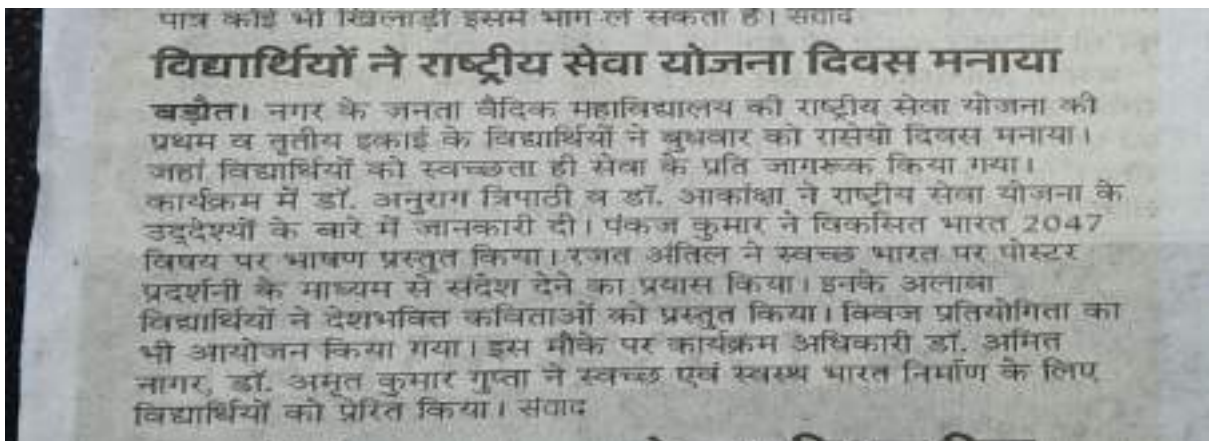 पात्र कोई भी खिलाड़ी इसमें भाग ले सकता है। संवाद
विद्यार्थियों ने राष्ट्रीय सेवा योजना दिवस मनाया
बड़ौत। नगर के जनता वैदिक महाविद्यालय की राष्ट्रीय सेवा योजना की
प्रथम व तृतीय इकाई के विद्यार्थियों ने बुधवार को रासेयो दिवस मनाया।
जहां विद्यार्थियों को स्वच्छता ही सेवा के प्रति जागरूक किया गया।
कार्यक्रम में डॉ. अनुराग त्रिपाठी व डॉ. आकांक्षा ने राष्ट्रीय सेवा योजना के
उद्देश्यों के बारे में जानकारी दी। पंकज कुमार ने विकसित भारत 2047
विषय पर भाषण प्रस्तुत किया। रजत अंतिल ने स्वच्छ भारत पर पोस्टर
प्रदर्शनी के माध्यम से संदेश देने का प्रयास किया। इनके अलावा
विद्यार्थियों ने देशभक्ति कविताओं को प्रस्तुत किया। क्विज प्रतियोगिता का
भी आयोजन किया गया। इस मौके पर कार्यक्रम अधिकारी डॉ. अमित
नागर, डॉ. अमृत कुमार गुप्ता ने स्वच्छ एवं स्वस्थ भारत निर्माण के लिए
विद्यार्थियों को प्रेरित किया। संवाद